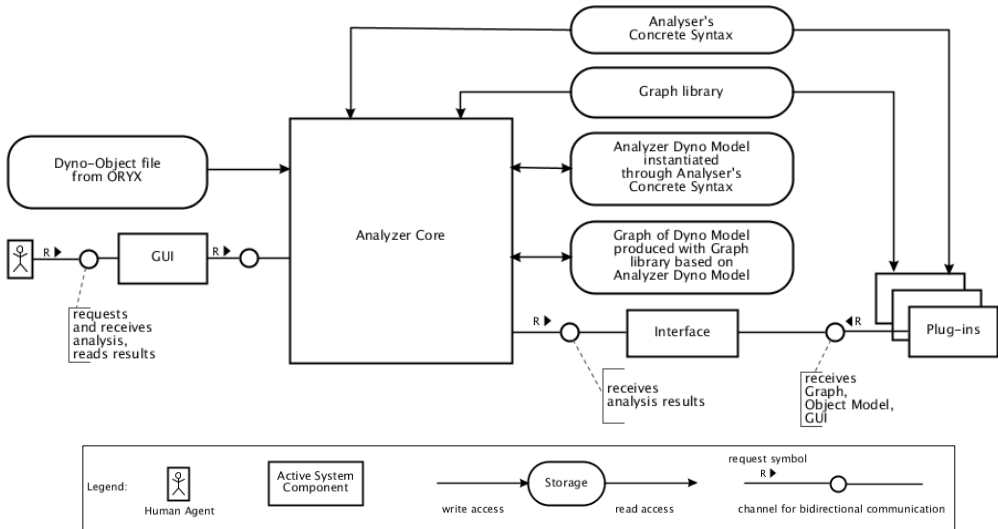 Analyser's
Concrete Syntax
Graph library
Dyno-Object file
from ORYX
Analyzer Dyno Model
instantiated
through Analyser's
Concrete Syntax
Analyzer Core
Graph of Dyno Model
produced with Graph
library based on
Analyzer Dyno Model
R
GUI
R
requests
and receives
analysis,
reads results
R
Interface
R
Plug-ins
receives
analysis results
receives
Graph,
Object Model,
GUI
Legend:
Human Agent
Active System
Component
write access
Storage
read access
request symbol
R
channel for bidirectional communication